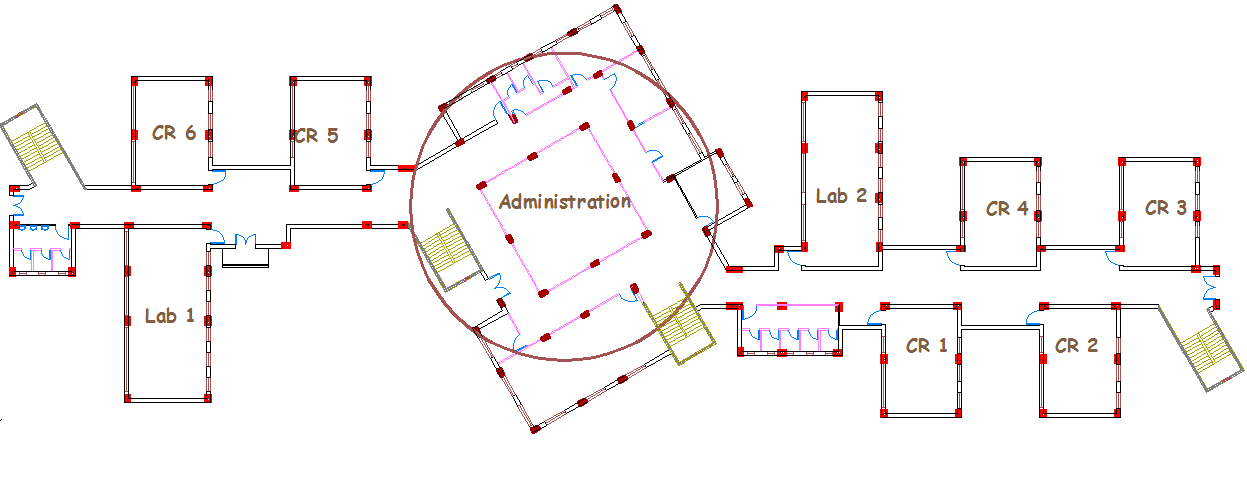 CR 6
CR 5
Administration
Lab 2
CR 4
CR 3
Lab 1
CR 1
CR 2